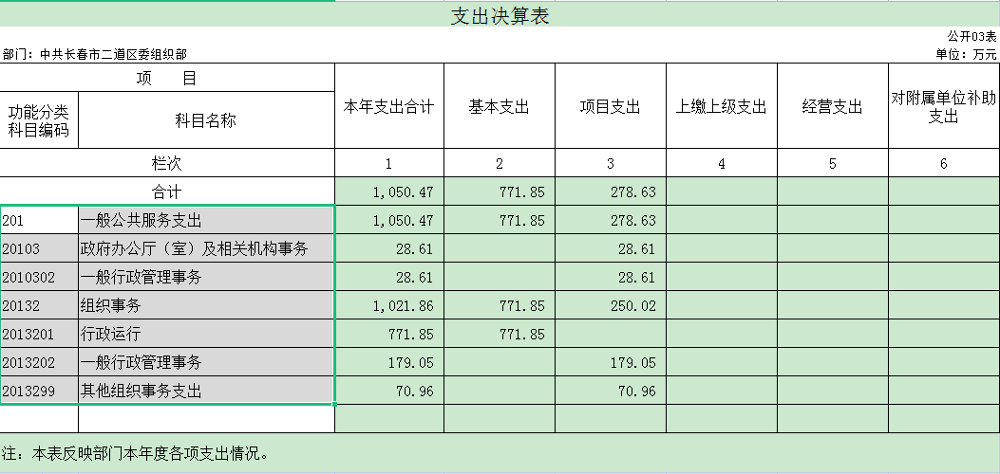 支出决算表
公开03表
部门：中共长春市二道区委组织部 单位：万元
项 目 本年支出合计 基本支出 项目支出 上缴上级支出 经营支出 对附属单位补助支出
功能分类科目编码 科目名称
栏次 1 2 3 4 5 6
合计 1,050.47 771.85 278.63
201 一般公共服务支出 1,050.47 771.85 278.63
20103 政府办公厅（室）及相关机构事务 28.61 28.61
2010302 一般行政管理事务 28.61 28.61
20132 组织事务 1,021.86 771.85 250.02
2013201 行政运行 771.85 771.85
2013202 一般行政管理事务 179.05 179.05
2013299 其他组织事务支出 70.96 70.96
注：本表反映部门本年度各项支出情况。